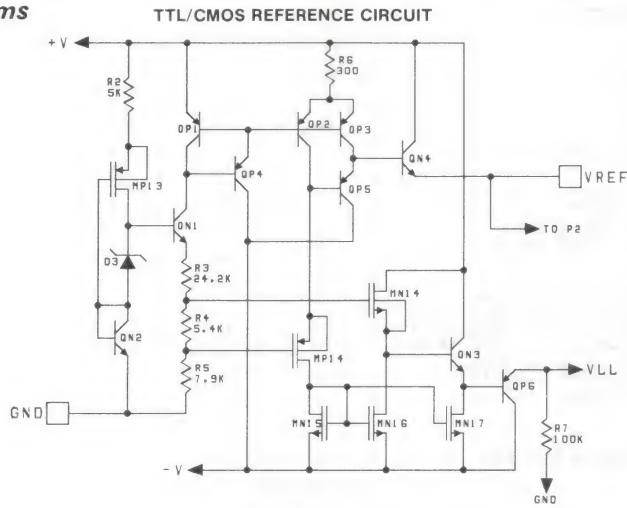 ms
TTL/CMOS REFERENCE CIRCUIT
+V
R2
5K
R6
300
QP1
QP2
QP3
QN4
QP4
QP5
VREF
MP13
TO P2
QN1
D3
R3
24.2K
MN14
R4
5.4K
QN2
MP14
QN3
R5
7.9K
QP6
VLL
GND
MN15
MN16
MN17
R7
100K
-V
GND